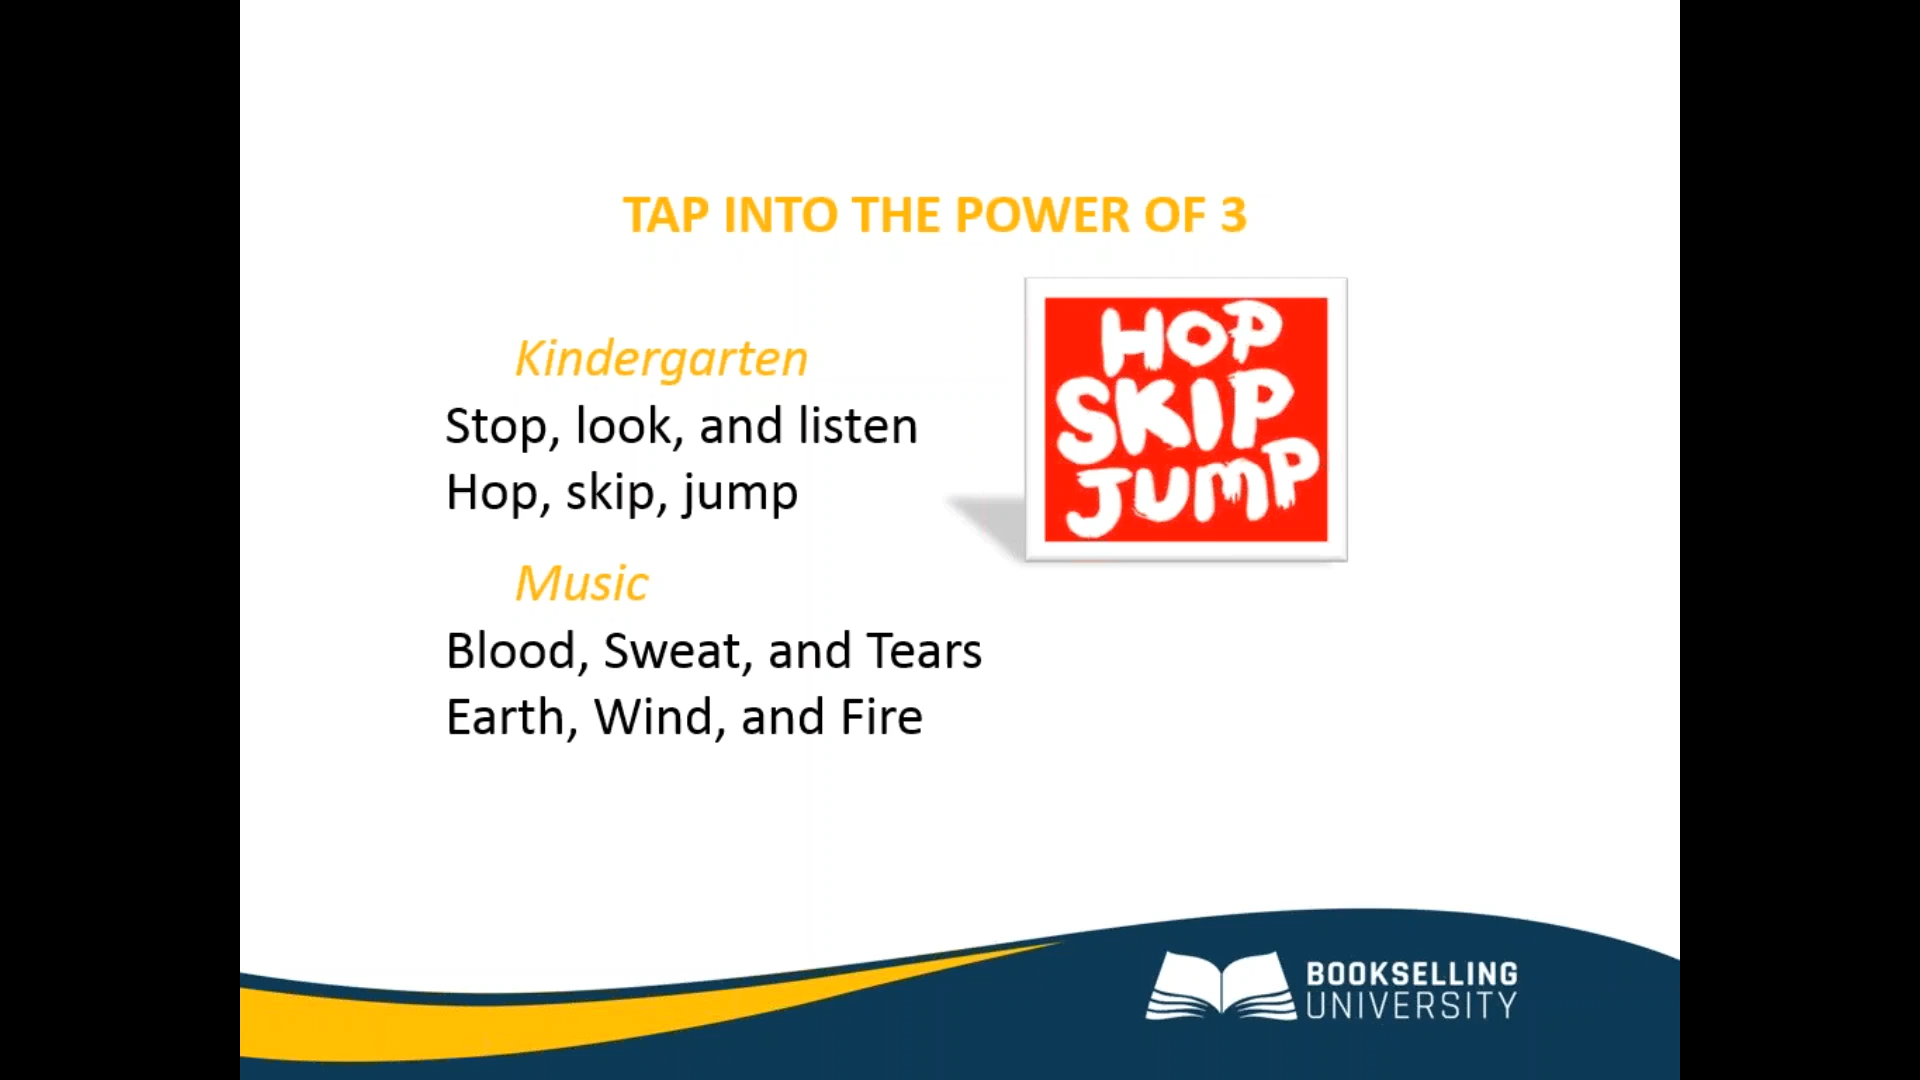 TAP INTO THE POWER OF 3
Kindergarten
Stop, look, and listen
Hop, skip, jump
HOP
SKIP
JUMP
Music
Blood, Sweat, and Tears
Earth, Wind, and Fire
BOOKSELLING
UNIVERSITY